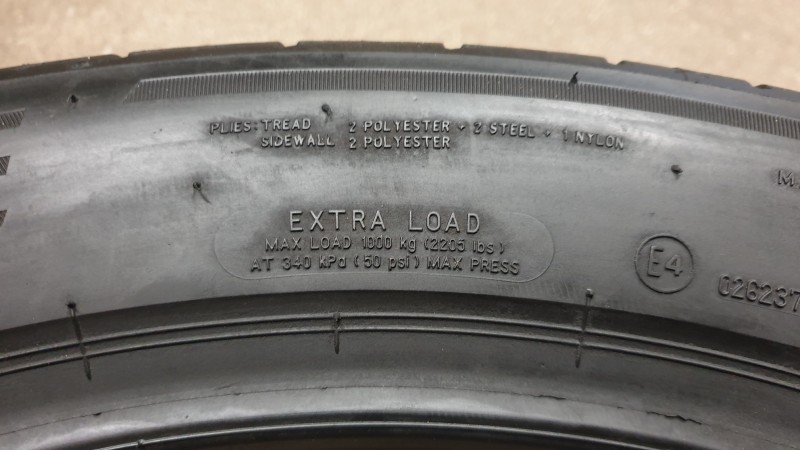 PLIES: TREAD 2 POLYESTER + 2 STEEL + 1 NYLON
SIDEWALL 2 POLYESTER
EXTRA LOAD
MAX LOAD 1000 kg (2205 lbs)
AT 340 kPa (50 psi) MAX PRESS
E4
026237
M.